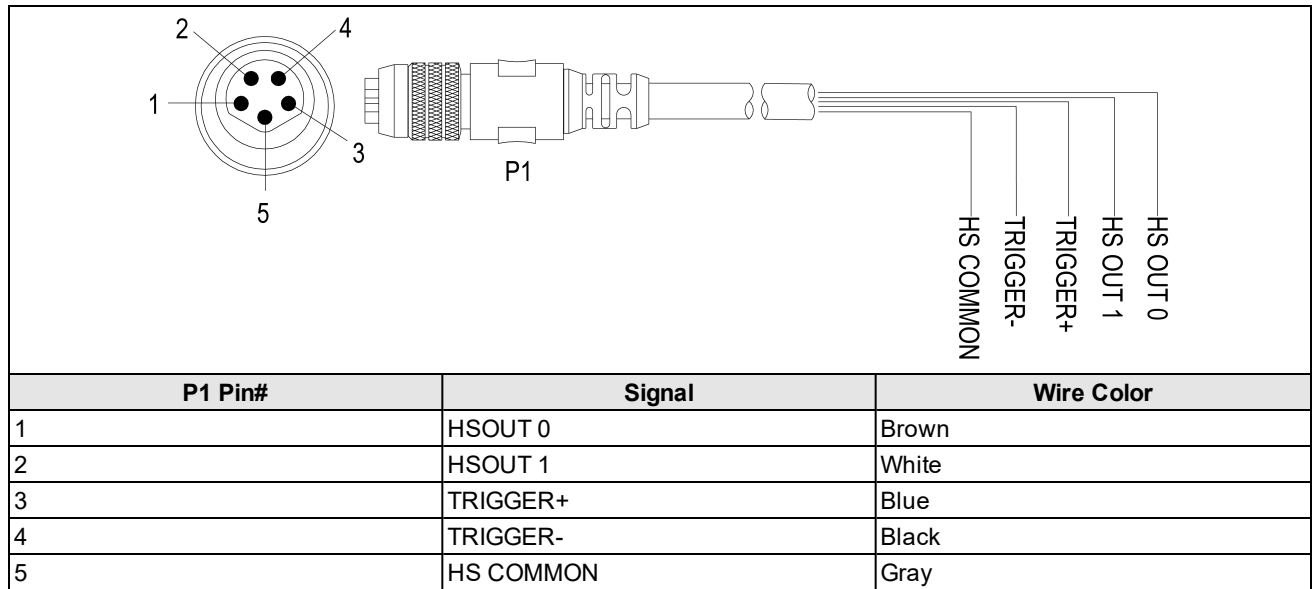 2
4
1
3
5
P1
HS COMMON
TRIGGER-
TRIGGER+
HS OUT 1
HS OUT 0
P1 Pin# Signal Wire Color
1 HSOUT 0 Brown
2 HSOUT 1 White
3 TRIGGER+ Blue
4 TRIGGER- Black
5 HS COMMON Gray